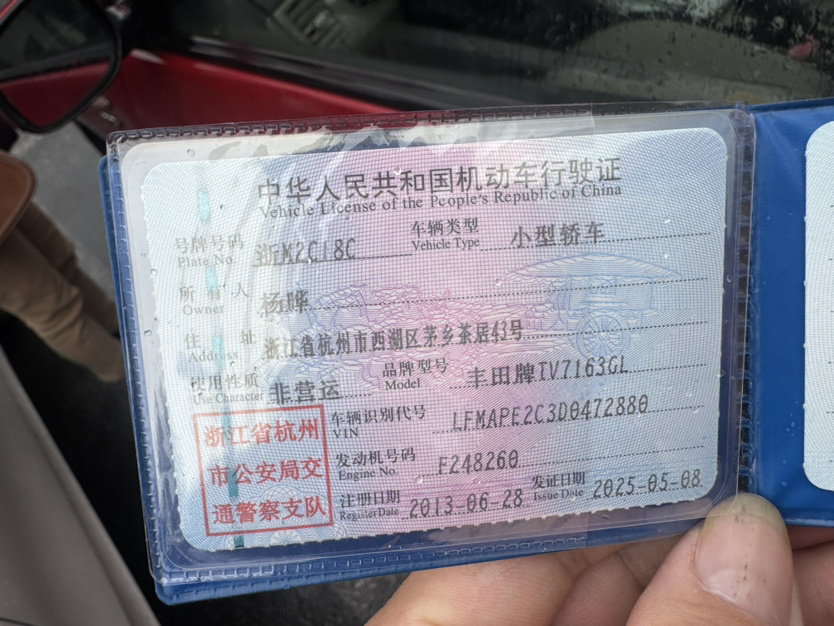 中华人民共和国机动车行驶证
Vehicle License of the People's Republic of China
号牌号码 浙M2C18C 车辆类型 小型轿车
Plate No. Vehicle Type
所有人 杨晔
Owner
住址 浙江省杭州市西湖区茅乡茶居43号
Address
使用性质 非营运 品牌型号 丰田牌TV7163GL
Use Character Model
浙江省杭州
市公安局交
通警察支队
车辆识别代号 LFMAPE2C3D0472880
VIN
发动机号码 F248260
Engine No.
注册日期 2013-06-28 发证日期 2025-05-08
Register Date Issue Date